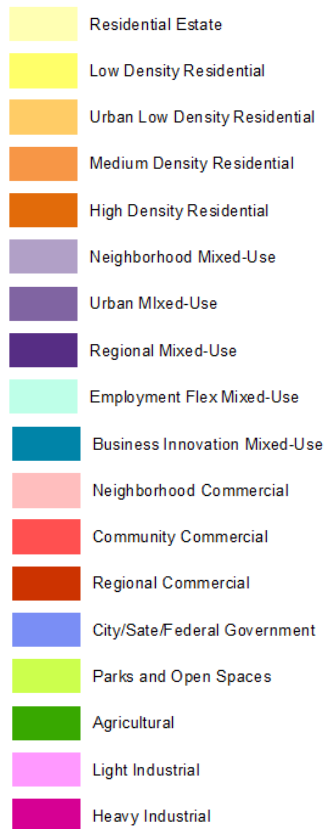 Residential Estate
Low Density Residential
Urban Low Density Residential
Medium Density Residential
High Density Residential
Neighborhood Mixed-Use
Urban MIxed-Use
Regional Mixed-Use
Employment Flex Mixed-Use
Business Innovation Mixed-Use
Neighborhood Commercial
Community Commercial
Regional Commercial
City/Sate/Federal Government
Parks and Open Spaces
Agricultural
Light Industrial
Heavy Industrial